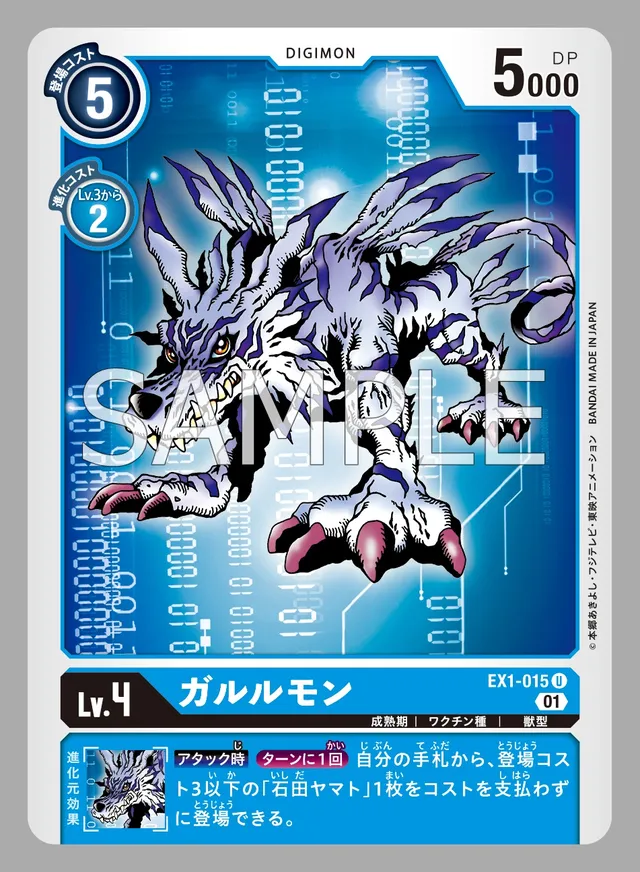 DIGIMON
登場コスト
5
DP
5000
進化コスト
Lv.3から
2
SAMPLE
© 本郷あきよし・フジテレビ・東映アニメーション BANDAI MADE IN JAPAN
EX1-015 U
Lv.4 ガルルモン
01
成熟期 | ワクチン種 | 獣型
進化元効果
アタック時 ターンに1回 自分の手札から、登場コス
ト3以下の「石田ヤマト」1枚をコストを支払わず
に登場できる。